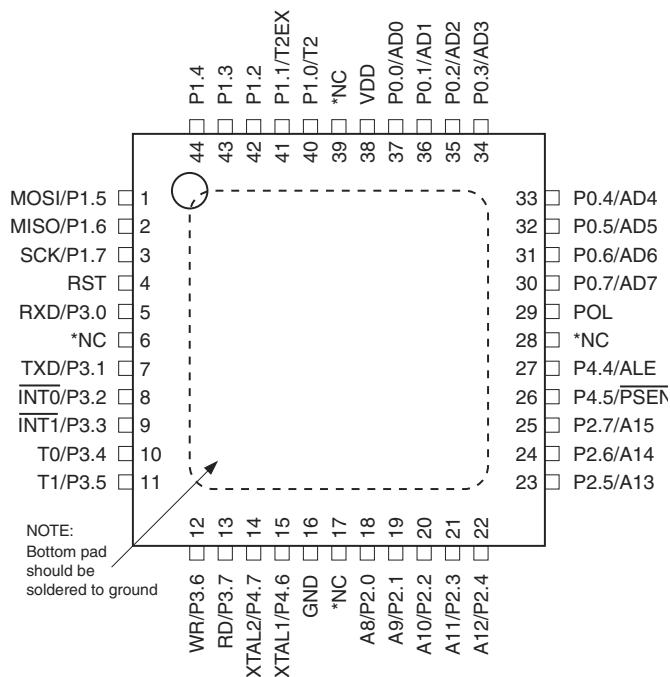 P1.4
P1.3
P1.2
P1.1/T2EX
P1.0/T2
*NC
VDD
P0.0/AD0
P0.1/AD1
P0.2/AD2
P0.3/AD3
44
43
42
41
40
39
38
37
36
35
34
MOSI/P1.5 1
MISO/P1.6 2
SCK/P1.7 3
RST 4
RXD/P3.0 5
*NC 6
TXD/P3.1 7
INT0/P3.2 8
INT1/P3.3 9
T0/P3.4 10
T1/P3.5 11
33 P0.4/AD4
32 P0.5/AD5
31 P0.6/AD6
30 P0.7/AD7
29 POL
28 *NC
27 P4.4/ALE
26 P4.5/PSEN
25 P2.7/A15
24 P2.6/A14
23 P2.5/A13
NOTE:
Bottom pad
should be
soldered to ground
12
13
14
15
16
17
18
19
20
21
22
WR/P3.6
RD/P3.7
XTAL2/P4.7
XTAL1/P4.6
GND
*NC
A8/P2.0
A9/P2.1
A10/P2.2
A11/P2.3
A12/P2.4